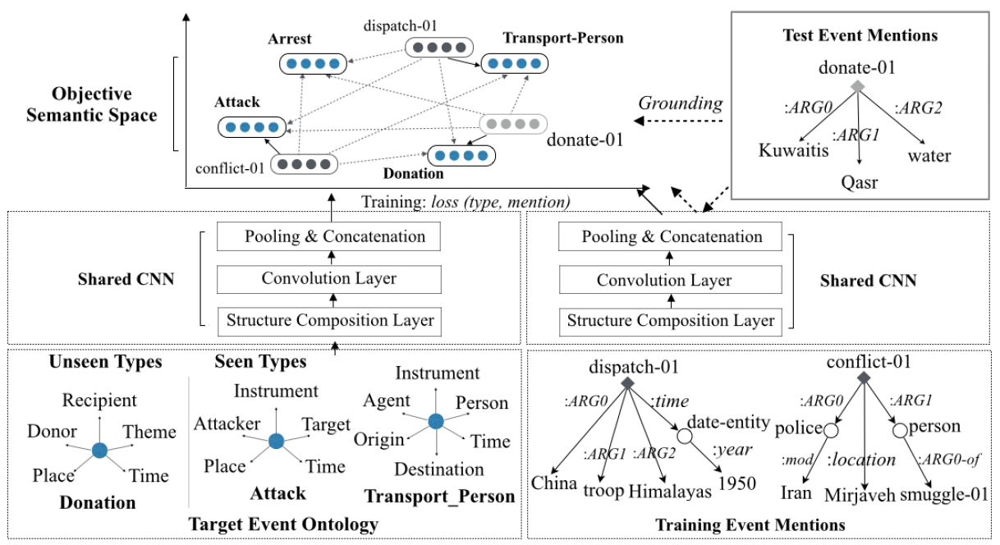 Objective
Semantic Space
Arrest
dispatch-01
Transport-Person
Attack
conflict-01
Donation
donate-01
Training: loss (type, mention)
Grounding
Test Event Mentions
donate-01
:ARG0
:ARG1
:ARG2
Kuwaitis
Qasr
water
Shared CNN
Pooling & Concatenation
Convolution Layer
Structure Composition Layer
Pooling & Concatenation
Convolution Layer
Structure Composition Layer
Shared CNN
Unseen Types
Recipient
Donor
Theme
Place
Time
Donation
Seen Types
Instrument
Attacker
Target
Place
Time
Attack
Instrument
Agent
Person
Origin
Time
Destination
Transport_Person
Target Event Ontology
dispatch-01
:ARG0
:time
date-entity
:ARG1
:ARG2
:year
China
troop
Himalayas
1950
conflict-01
:ARG0
:ARG1
police
person
:mod
:location
:ARG0-of
Iran
Mirjaveh
smuggle-01
Training Event Mentions